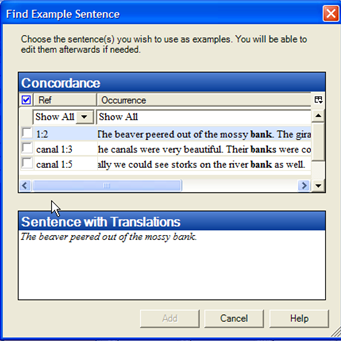 Find Example Sentence
Choose the sentence(s) you wish to use as examples. You will be able to
edit them afterwards if needed.
Concordance
Ref Occurrence
Show All Show All
1:2 The beaver peered out of the mossy bank. The gira
canal 1:3 he canals were very beautiful. Their banks were co
canal 1:5 ally we could see storks on the river bank as well.
Sentence with Translations
The beaver peered out of the mossy bank.
Add Cancel Help